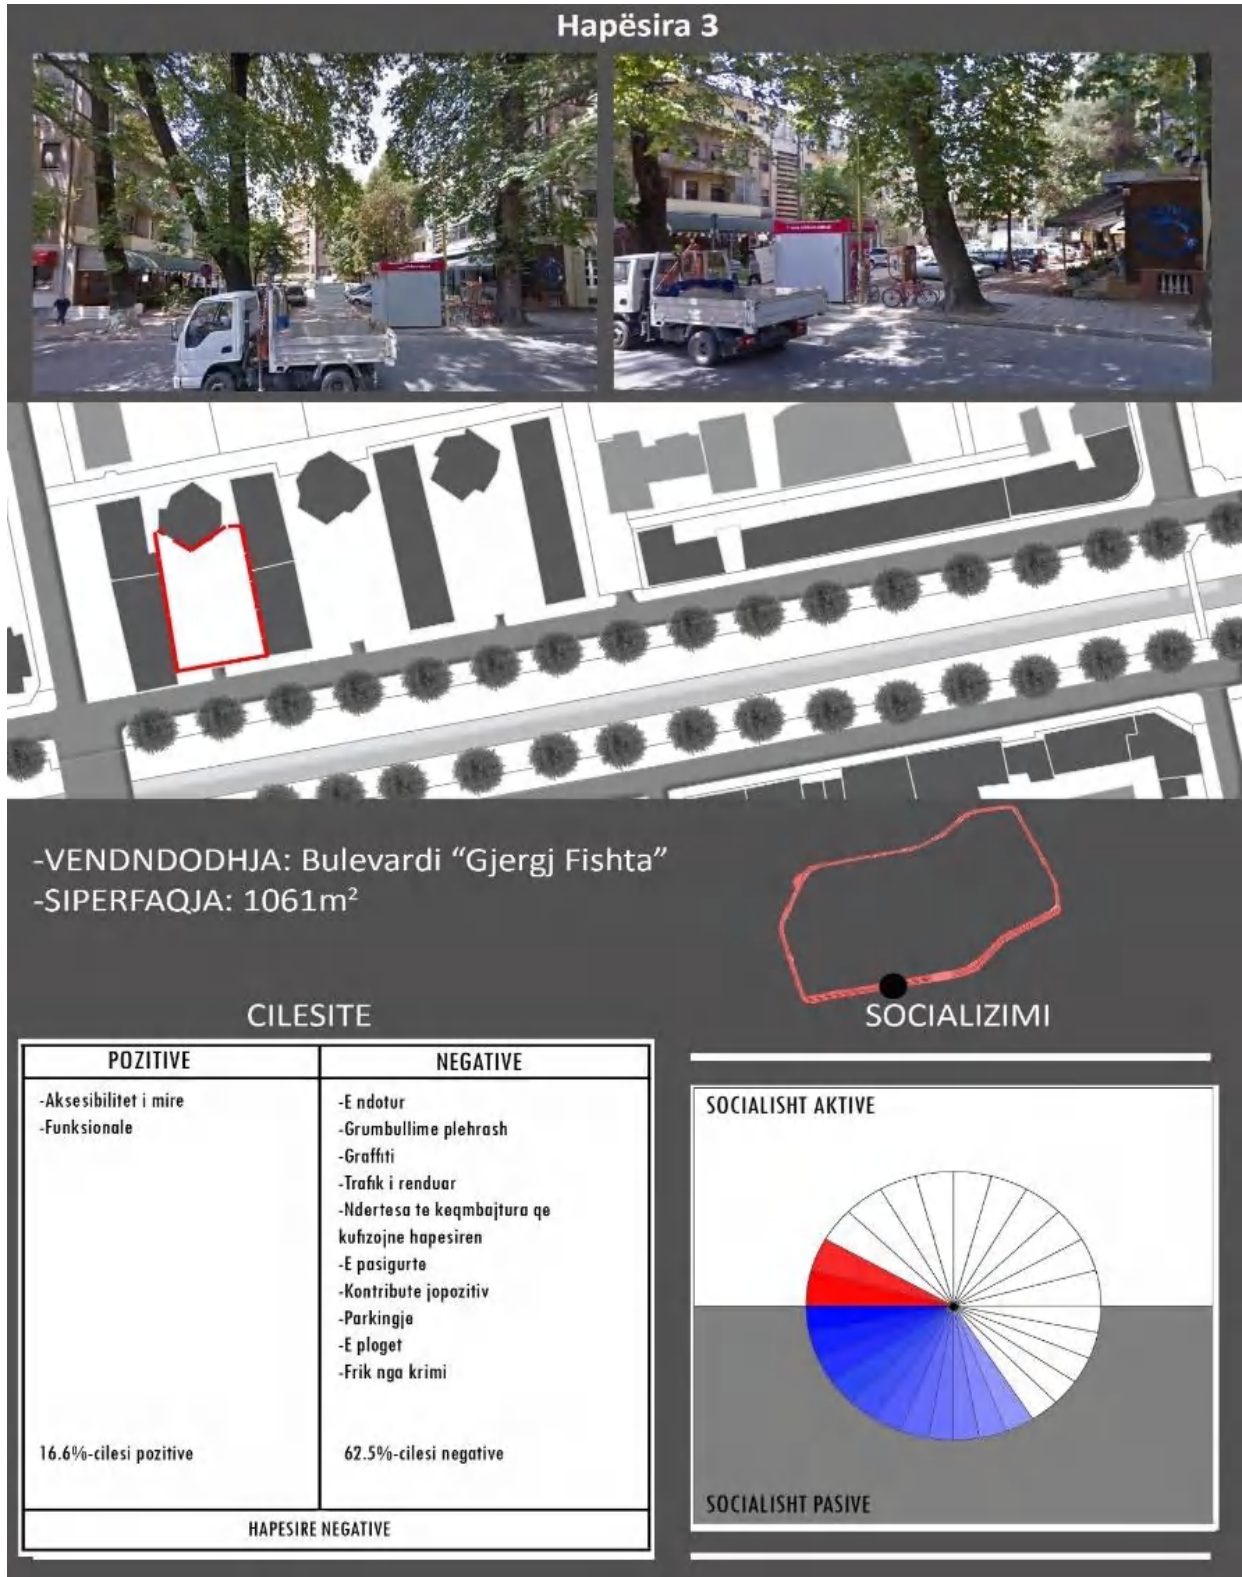 Hapësira 3
-VENDNDODHJA: Bulevardi “Gjergj Fishta”
-SIPERFAQJA: 1061m²
CILESITE
POZITIVE
NEGATIVE
-Aksesibilitet i mire
-Funksionale
-E ndotur
-Grumbullime plehrash
-Graffiti
-Trafik i renduar
-Ndertesa te keqmbajtura qe
kufizojne hapesiren
-E pasigurte
-Kontribute jopozitiv
-Parkingje
-E ploget
-Frik nga krimi
16.6%-cilesi pozitive
62.5%-cilesi negative
HAPESIRE NEGATIVE
SOCIALIZIMI
SOCIALISHT AKTIVE
SOCIALISHT PASIVE